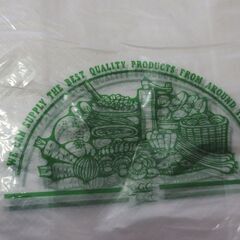 WE CAN SUPPLY THE BEST QUALITY PRODUCTS FROM AROUND